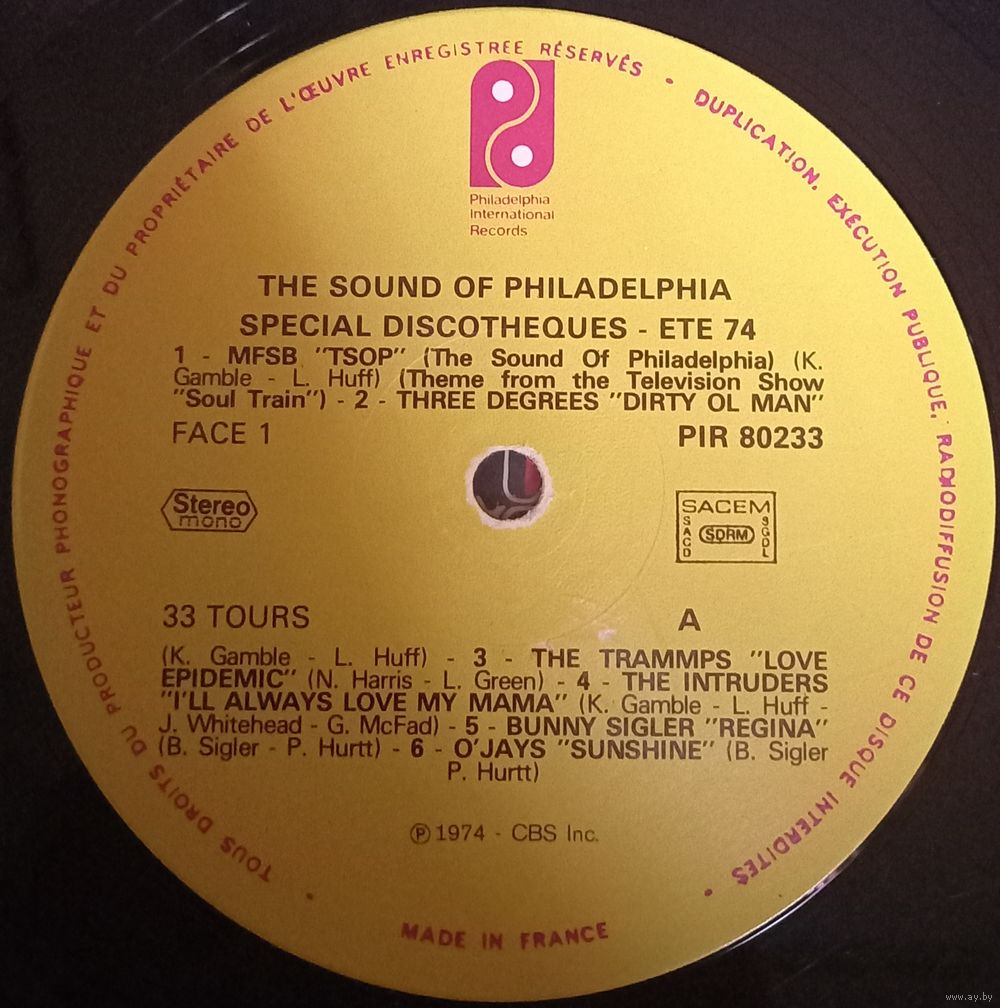 TOUS DROITS DU PRODUCTEUR PHONOGRAPHIQUE ET DU PROPRIÉTAIRE DE L'ŒUVRE ENREGISTREE RÉSERVÉS • DUPLICATION, EXÉCUTION PUBLIQUE, RADIODIFFUSION DE CE DISQUE INTERDITES •
Philadelphia
International
Records
THE SOUND OF PHILADELPHIA
SPECIAL DISCOTHEQUES - ETE 74
1 - MFSB "TSOP" (The Sound Of Philadelphia) (K.
Gamble - L. Huff) (Theme from the Television Show
"Soul Train") - 2 - THREE DEGREES "DIRTY OL MAN"
FACE 1
PIR 80233
Stereo
mono
SACEM
SACD
SDRM
SGDL
33 TOURS
A
(K. Gamble - L. Huff) - 3 - THE TRAMMPS "LOVE
EPIDEMIC" (N. Harris - L. Green) - 4 - THE INTRUDERS
"I'LL ALWAYS LOVE MY MAMA" (K. Gamble - L. Huff -
J. Whitehead - G. McFad) - 5 - BUNNY SIGLER "REGINA"
(B. Sigler - P. Hurtt) - 6 - O'JAYS "SUNSHINE" (B. Sigler
P. Hurtt)
℗ 1974 - CBS Inc.
MADE IN FRANCE
www.ay.by